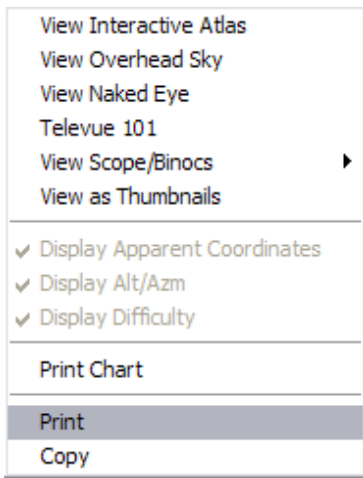 View Interactive Atlas
View Overhead Sky
View Naked Eye
Televue 101
View Scope/Binocs
View as Thumbnails
Display Apparent Coordinates
Display Alt/Azm
Display Difficulty
Print Chart
Print
Copy